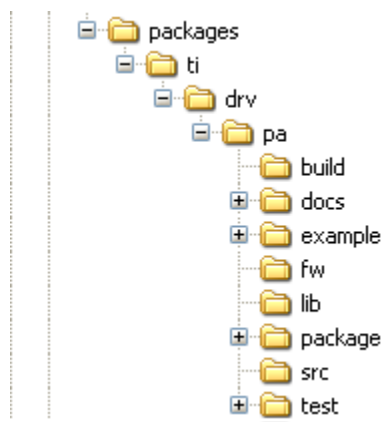 packages
ti
drv
pa
build
docs
example
fw
lib
package
src
test